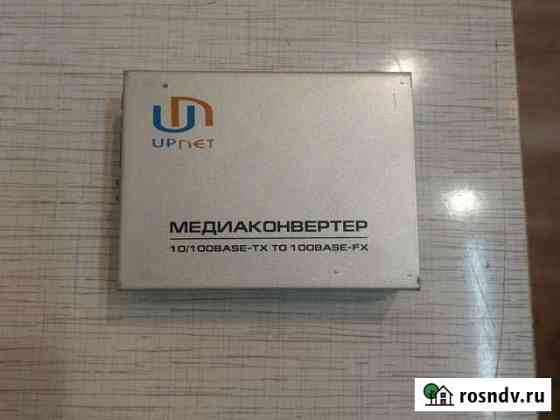 UPNET
МЕДИАКОНВЕРТЕР
10/100BASE-TX TO 100BASE-FX
rosndv.ru